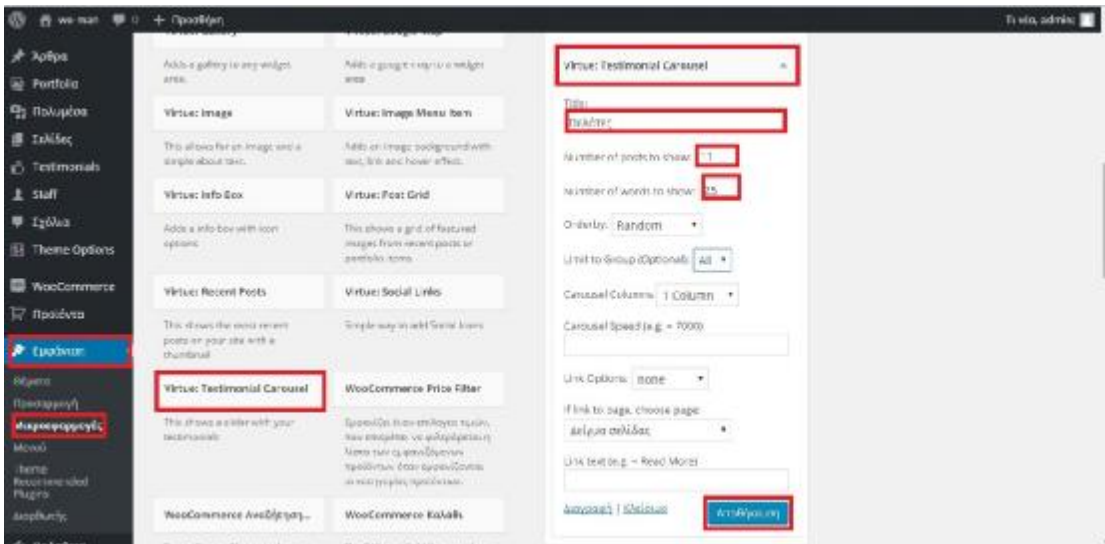 we man
0
+ Προσθήκη
Γεια, admin
Άρθρα
Portfolio
Πολυμέσα
Σελίδες
Testimonials
Staff
Σχόλια
Theme Options
WooCommerce
Προϊόντα
Εμφάνιση
Θέματα
Προσαρμογή
Μικροεφαρμογές
Μενού
Theme
Recommended
Plugins
Διορθωτής
Adds a gallery to any widget
area.
Adds a google map to a widget
area
Virtue: Image
Virtue: Image Menu Item
This allows for an image and a
simple about text.
Adds an image background with
text, link and hover effect.
Virtue: Info Box
Virtue: Post Grid
Adds a info box with icon
options
This shows a grid of featured
images from recent posts or
portfolio items
Virtue: Recent Posts
Virtue: Social Links
This shows the most recent
posts on your site with a
thumbnail
Simple way to add Social Icons
Virtue: Testimonial Carousel
WooCommerce Price Filter
This shows a slider with your
testimonials
WooCommerce Αναζήτηση...
WooCommerce Καλάθι
Virtue: Testimonial Carousel
Title:
Πελάτες
Number of posts to show:
Number of words to show:
Orderby: Random
Limit to Group (Optional): All
Carousel Columns: 1 Column
Carousel Speed (e.g. = 7000)
Link Options: none
If link to page, choose page:
Δείγμα σελίδας
Link text (e.g. = Read More)
Διαγραφή | Κλείσιμο
Αποθήκευση